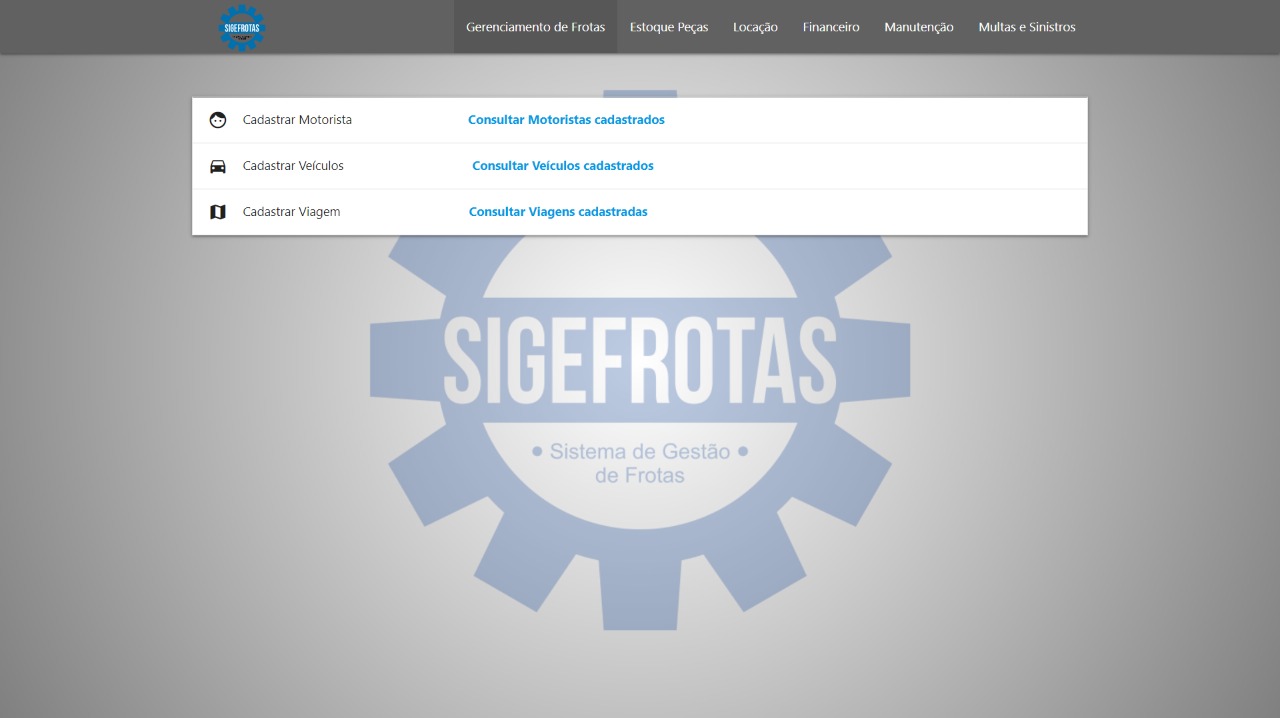 SIGEFROTAS
Gerenciamento de Frotas
Estoque Peças
Locação
Financeiro
Manutenção
Multas e Sinistros
Cadastrar Motorista
Consultar Motoristas cadastrados
Cadastrar Veículos
Consultar Veículos cadastrados
Cadastrar Viagem
Consultar Viagens cadastradas
SIGEFROTAS
• Sistema de Gestão •
de Frotas